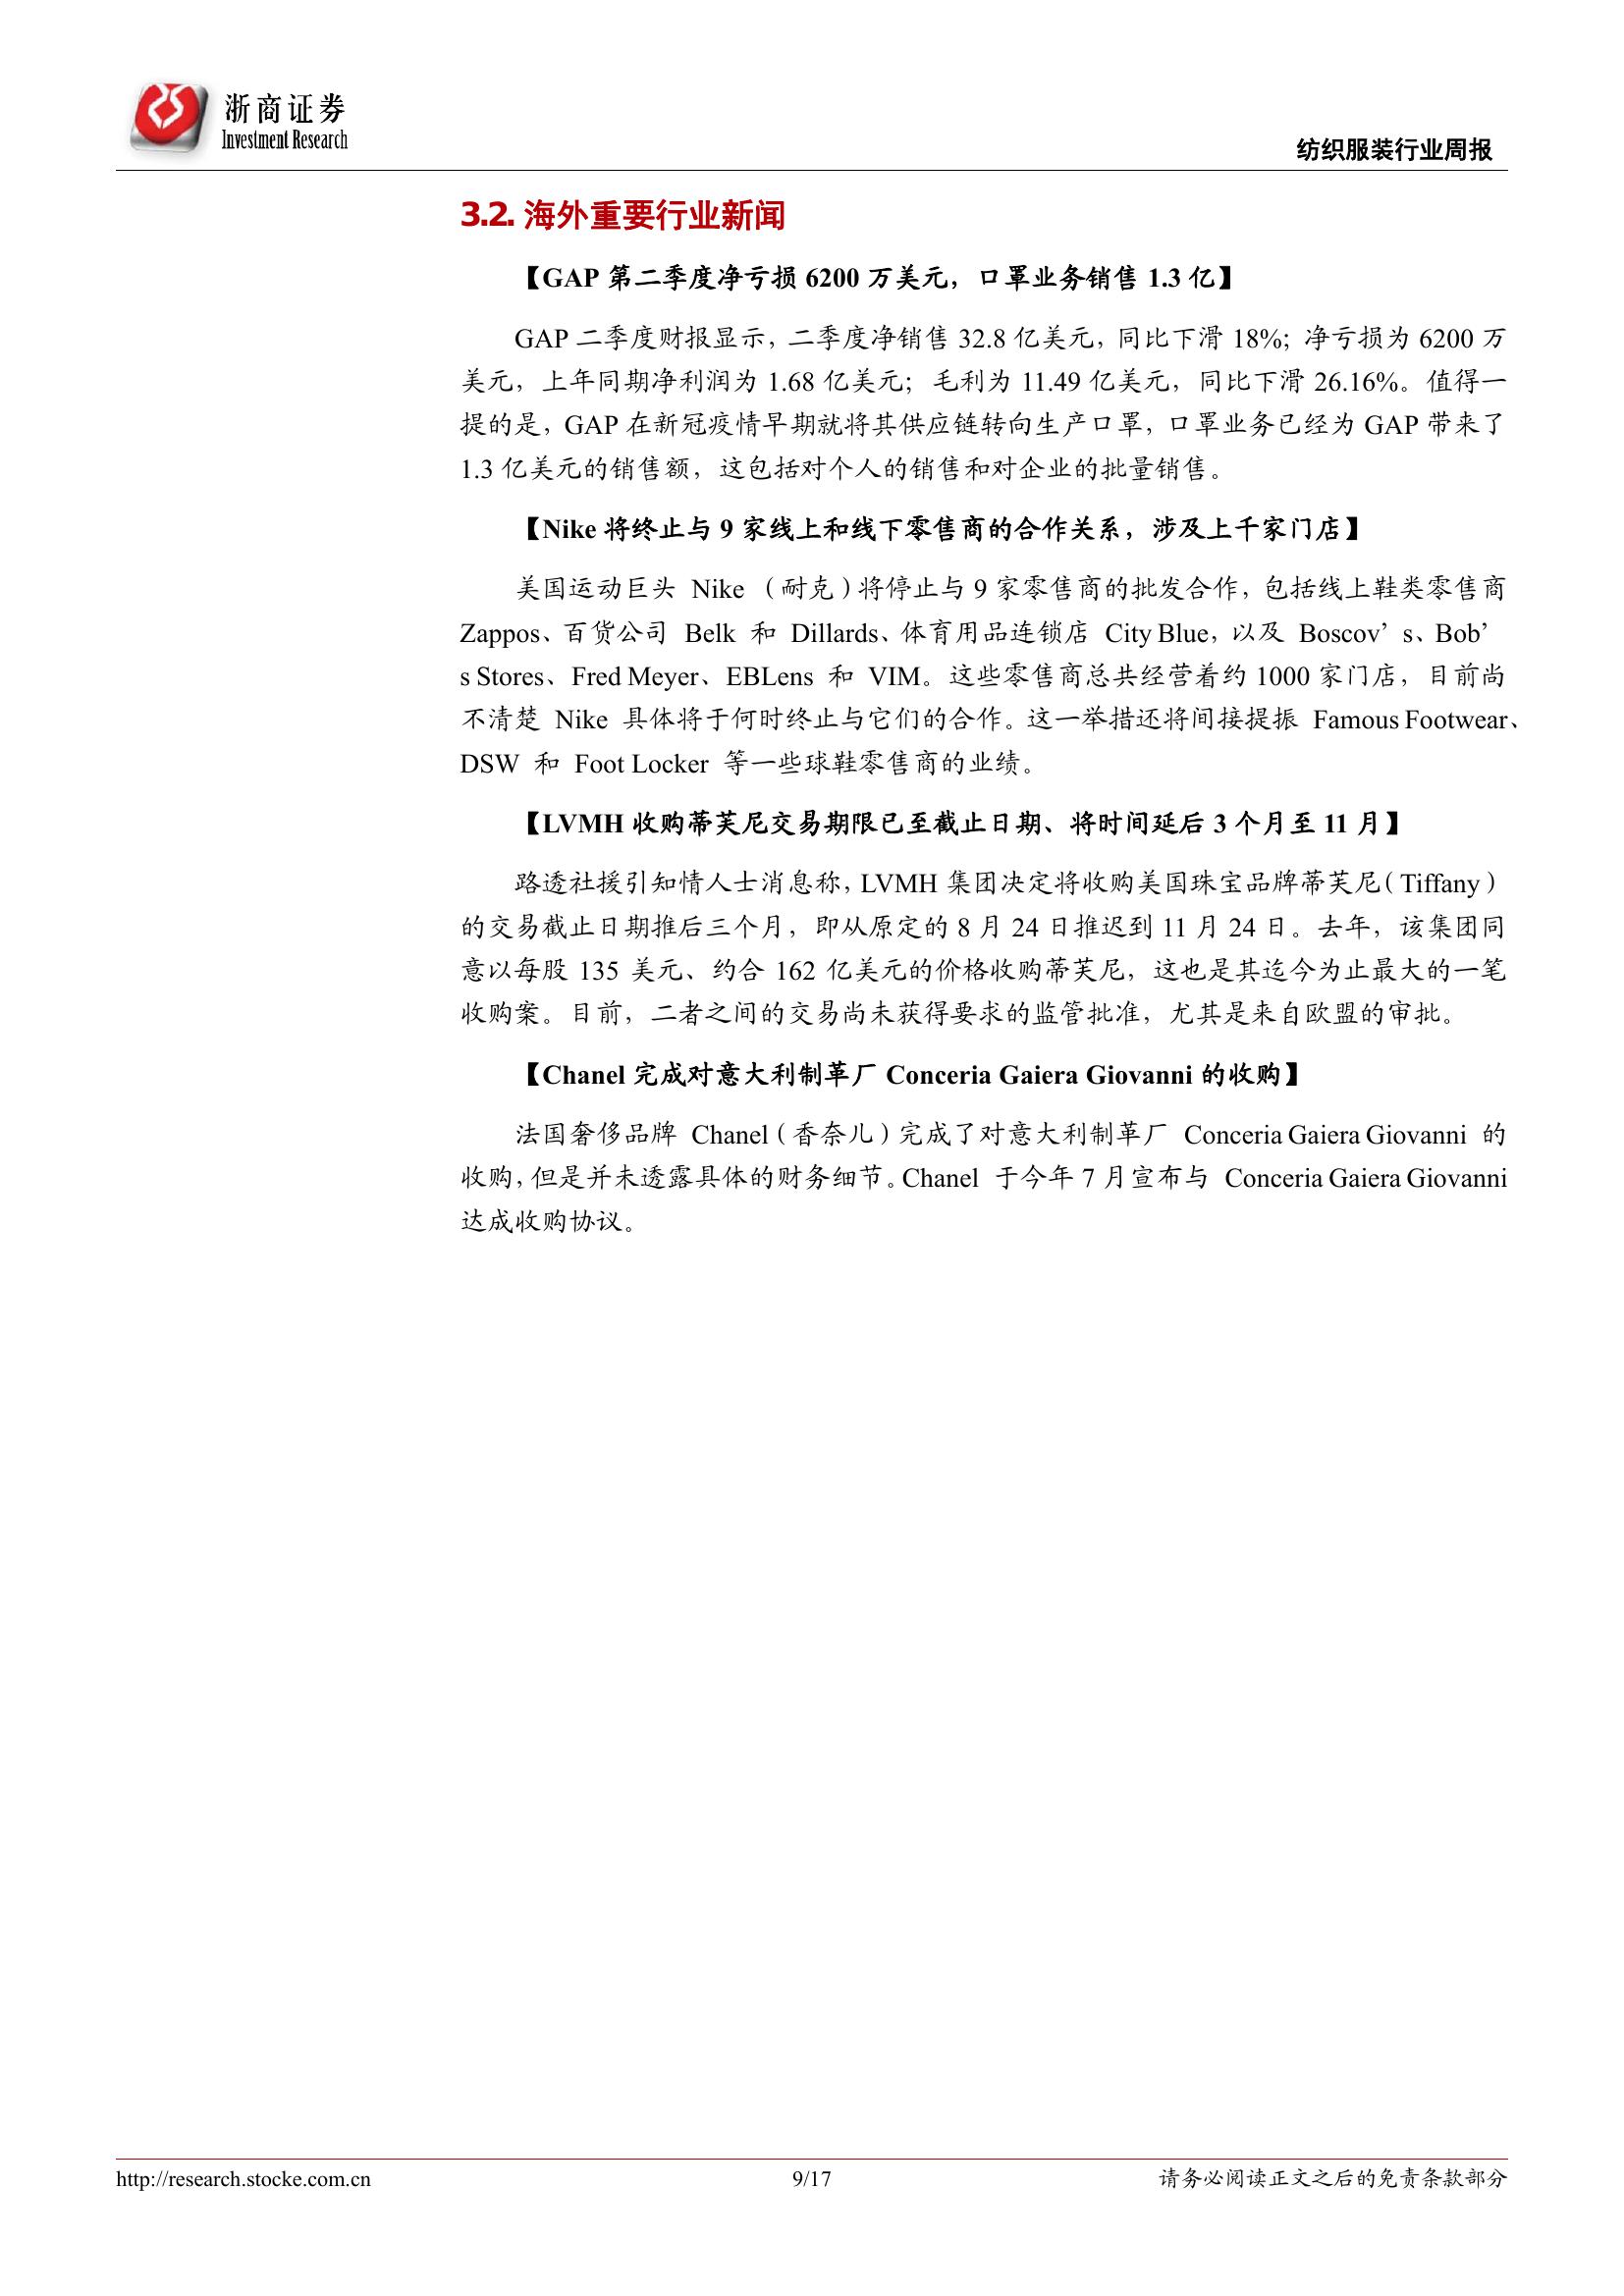 浙商证券
Investment Research
纺织服装行业周报
3.2. 海外重要行业新闻
【GAP 第二季度净亏损 6200 万美元，口罩业务销售 1.3 亿】
GAP 二季度财报显示，二季度净销售 32.8 亿美元，同比下滑 18%；净亏损为 6200 万
美元，上年同期净利润为 1.68 亿美元；毛利为 11.49 亿美元，同比下滑 26.16%。值得一
提的是，GAP 在新冠疫情早期就将其供应链转向生产口罩，口罩业务已经为 GAP 带来了
1.3 亿美元的销售额，这包括对个人的销售和对企业的批量销售。
【Nike 将终止与 9 家线上和线下零售商的合作关系，涉及上千家门店】
美国运动巨头 Nike （耐克）将停止与 9 家零售商的批发合作，包括线上鞋类零售商
Zappos、百货公司 Belk 和 Dillards、体育用品连锁店 City Blue，以及 Boscov’s、Bob’
s Stores、Fred Meyer、EBLens 和 VIM。这些零售商总共经营着约 1000 家门店，目前尚
不清楚 Nike 具体将于何时终止与它们的合作。这一举措还将间接提振 Famous Footwear、
DSW 和 Foot Locker 等一些球鞋零售商的业绩。
【LVMH 收购蒂芙尼交易期限已至截止日期、将时间延后 3 个月至 11 月】
路透社援引知情人士消息称，LVMH 集团决定将收购美国珠宝品牌蒂芙尼（Tiffany）
的交易截止日期推后三个月，即从原定的 8 月 24 日推迟到 11 月 24 日。去年，该集团同
意以每股 135 美元、约合 162 亿美元的价格收购蒂芙尼，这也是其迄今为止最大的一笔
收购案。目前，二者之间的交易尚未获得要求的监管批准，尤其是来自欧盟的审批。
【Chanel 完成对意大利制革厂 Conceria Gaiera Giovanni 的收购】
法国奢侈品牌 Chanel（香奈儿）完成了对意大利制革厂 Conceria Gaiera Giovanni 的
收购，但是并未透露具体的财务细节。Chanel 于今年 7 月宣布与 Conceria Gaiera Giovanni
达成收购协议。
http://research.stocke.com.cn
9/17
请务必阅读正文之后的免责条款部分